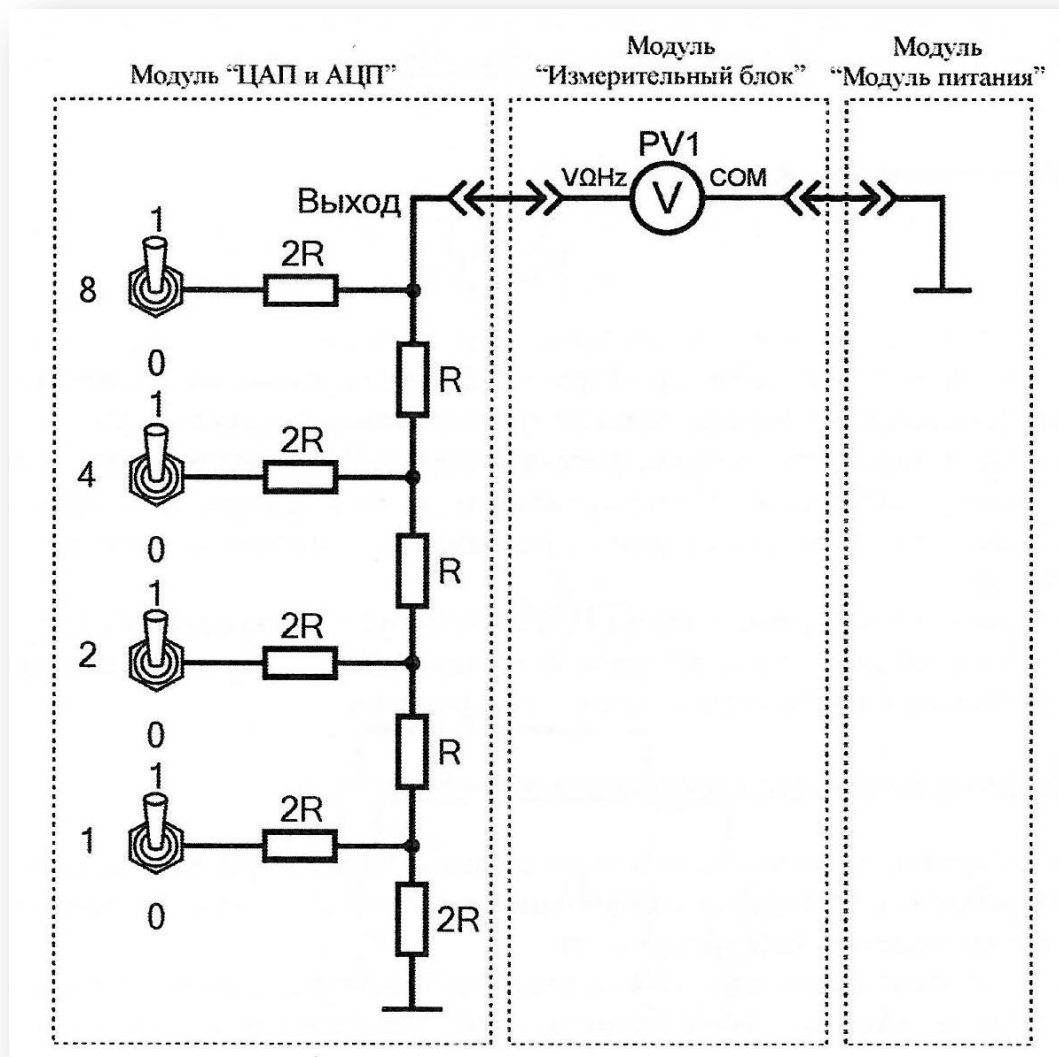 Модуль “ЦАП и АЦП”
Модуль
“Измерительный блок”
Модуль
“Модуль питания”
PV1
VΩHz
V
COM
Выход
1
8
2R
0
R
1
4
2R
0
R
1
2
2R
0
R
1
1
2R
0
2R